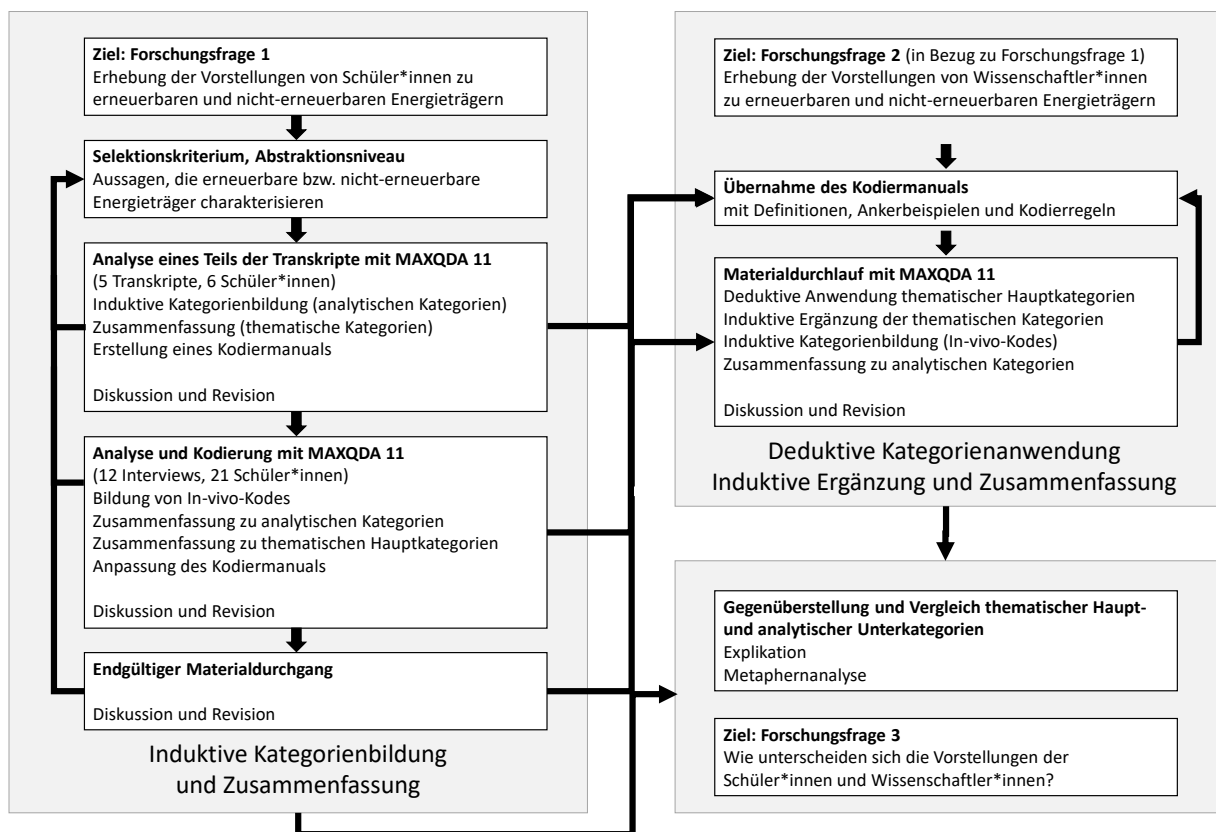 Ziel: Forschungsfrage 1
Erhebung der Vorstellungen von Schüler*innen zu
erneuerbaren und nicht-erneuerbaren Energieträgern
Selektionskriterium, Abstraktionsniveau
Aussagen, die erneuerbare bzw. nicht-erneuerbare
Energieträger charakterisieren
Analyse eines Teils der Transkripte mit MAXQDA 11
(5 Transkripte, 6 Schüler*innen)
Induktive Kategorienbildung (analytischen Kategorien)
Zusammenfassung (thematische Kategorien)
Erstellung eines Kodiermanuals
Diskussion und Revision
Analyse und Kodierung mit MAXQDA 11
(12 Interviews, 21 Schüler*innen)
Bildung von In-vivo-Kodes
Zusammenfassung zu analytischen Kategorien
Zusammenfassung zu thematischen Hauptkategorien
Anpassung des Kodiermanuals
Diskussion und Revision
Endgültiger Materialdurchgang
Diskussion und Revision
Induktive Kategorienbildung
und Zusammenfassung
Ziel: Forschungsfrage 2 (in Bezug zu Forschungsfrage 1)
Erhebung der Vorstellungen von Wissenschaftler*innen
zu erneuerbaren und nicht-erneuerbaren Energieträgern
Übernahme des Kodiermanuals
mit Definitionen, Ankerbeispielen und Kodierregeln
Materialdurchlauf mit MAXQDA 11
Deduktive Anwendung thematischer Hauptkategorien
Induktive Ergänzung der thematischen Kategorien
Induktive Kategorienbildung (In-vivo-Kodes)
Zusammenfassung zu analytischen Kategorien
Diskussion und Revision
Deduktive Kategorienanwendung
Induktive Ergänzung und Zusammenfassung
Gegenüberstellung und Vergleich thematischer Haupt-
und analytischer Unterkategorien
Explikation
Metaphernanalyse
Ziel: Forschungsfrage 3
Wie unterscheiden sich die Vorstellungen der
Schüler*innen und Wissenschaftler*innen?